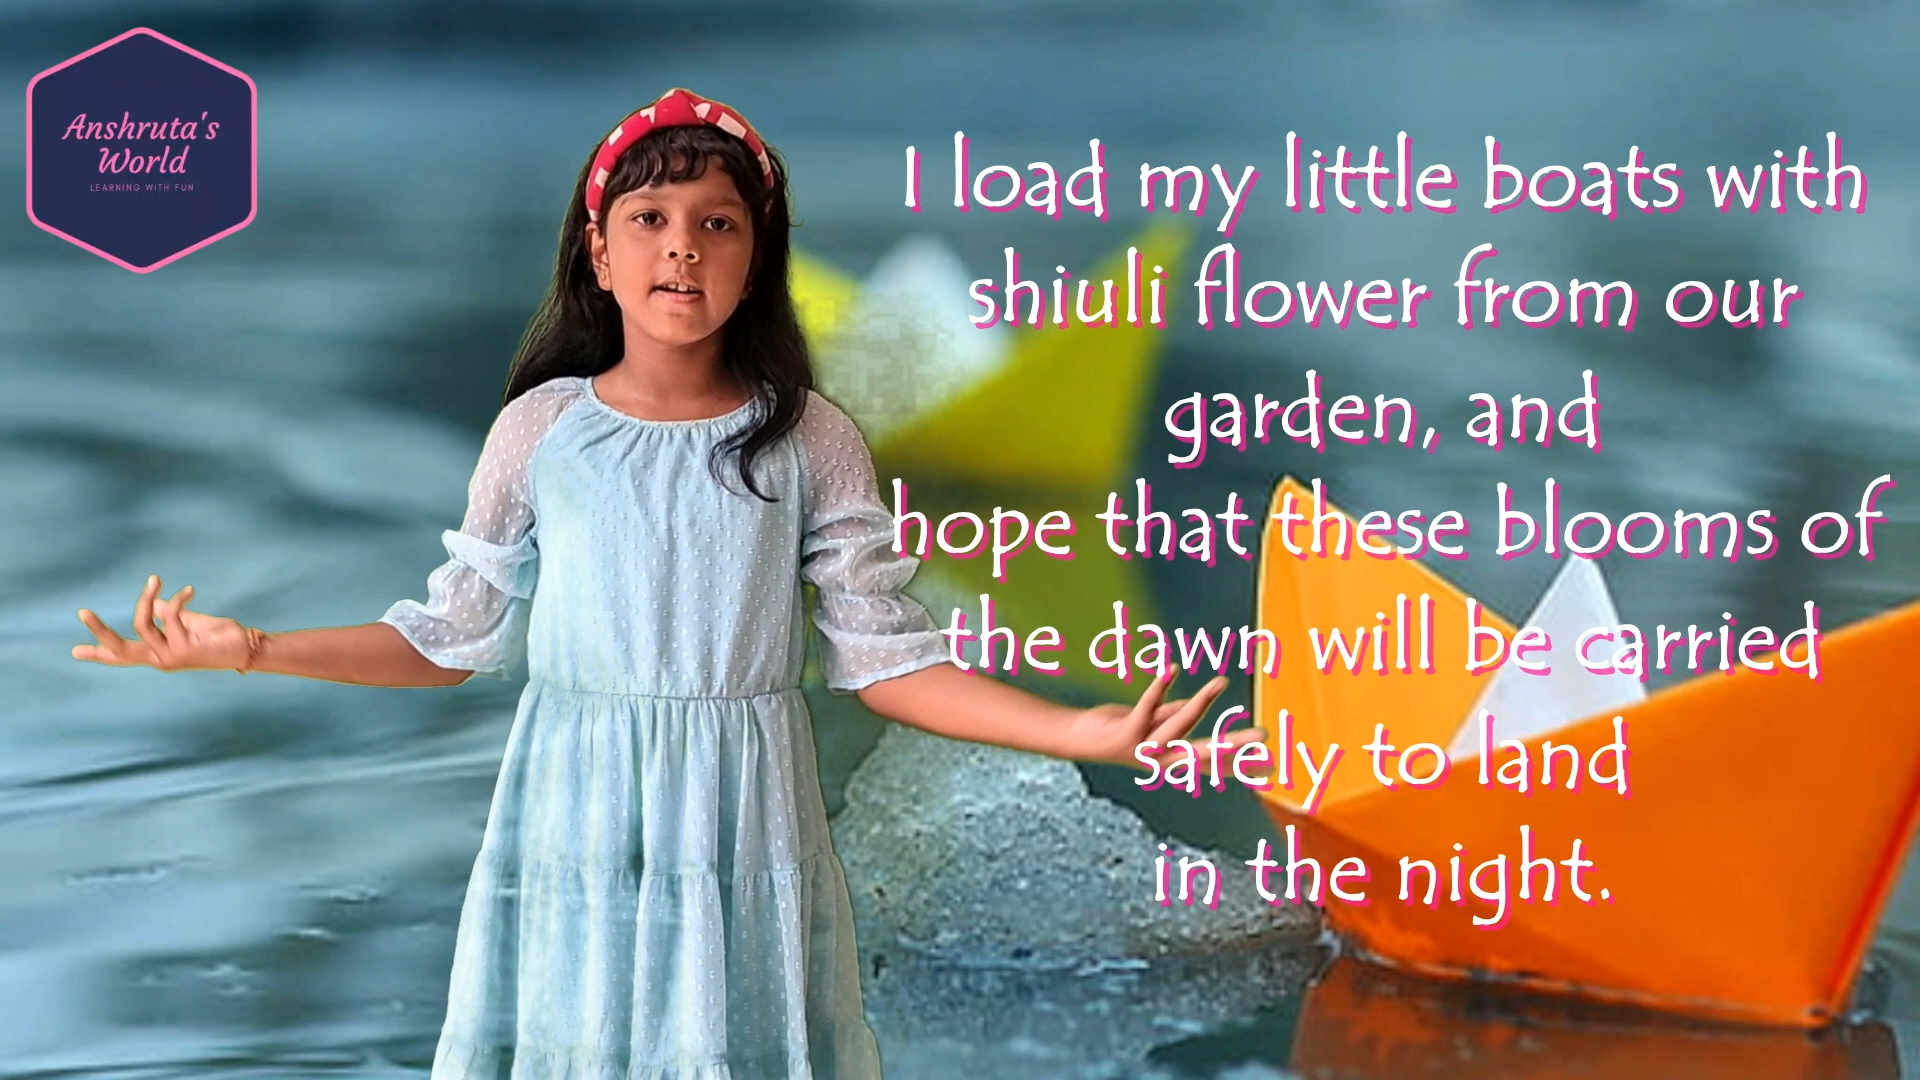 Anshruta's
World
LEARNING WITH FUN
I load my little boats with
shiuli flower from our
garden, and
hope that these blooms of
the dawn will be carried
safely to land
in the night.